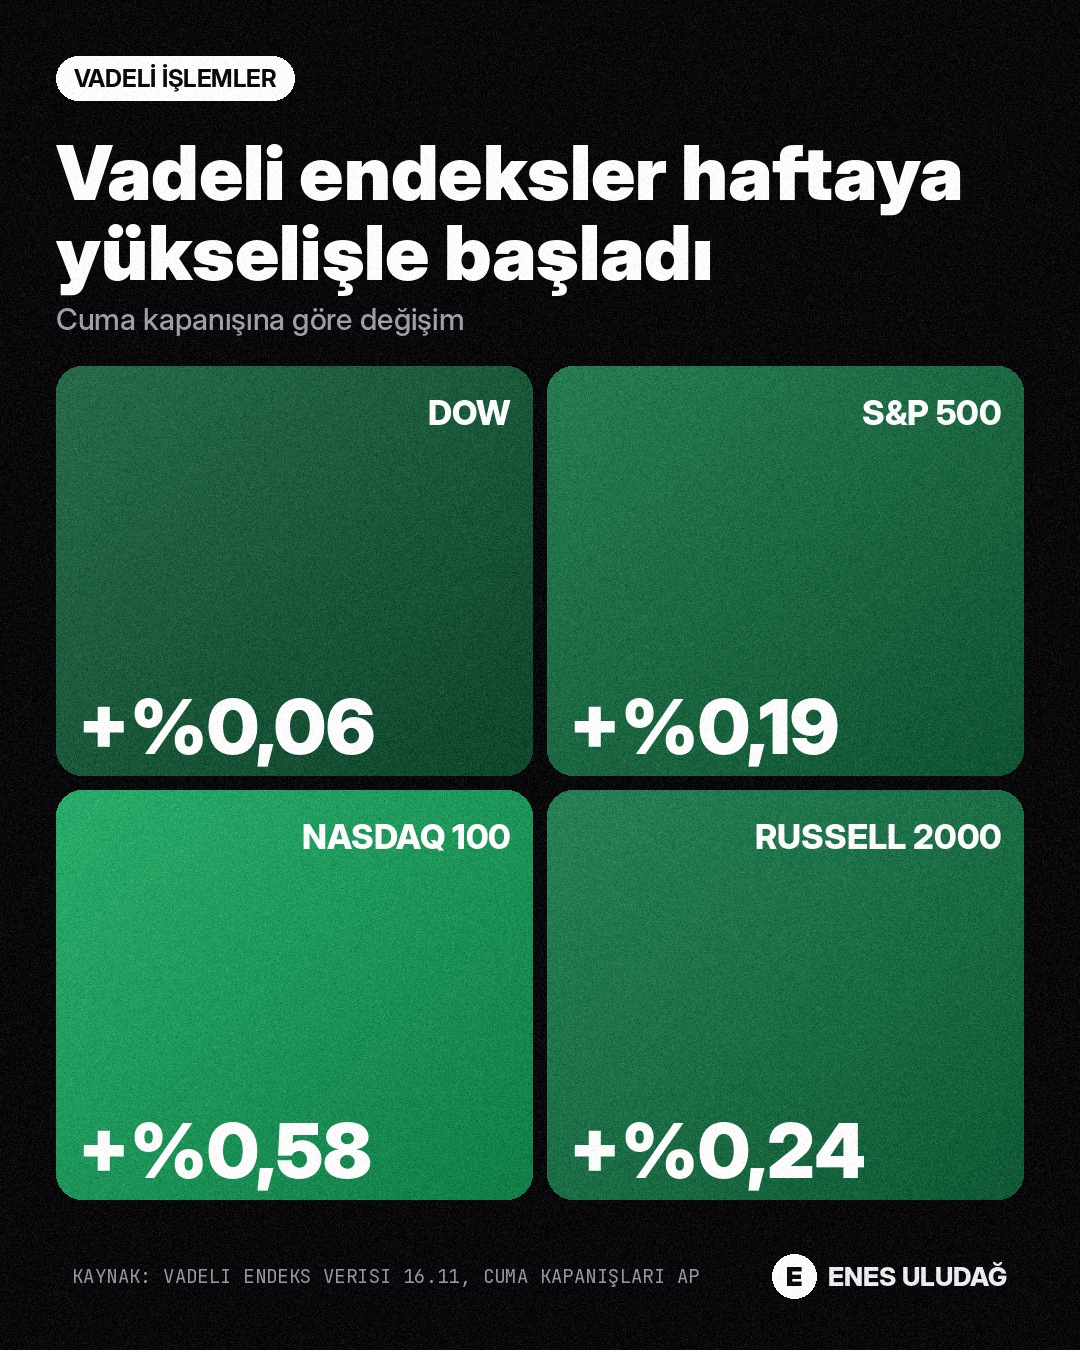 VADELİ İŞLEMLER
Vadeli endeksler haftaya
yükselişle başladı
Cuma kapanışına göre değişim
DOW
+%0,06
S&P 500
+%0,19
NASDAQ 100
+%0,58
RUSSELL 2000
+%0,24
KAYNAK: VADELI ENDEKS VERISI 16.11, CUMA KAPANIŞLARI AP
E ENES ULUDAĞ